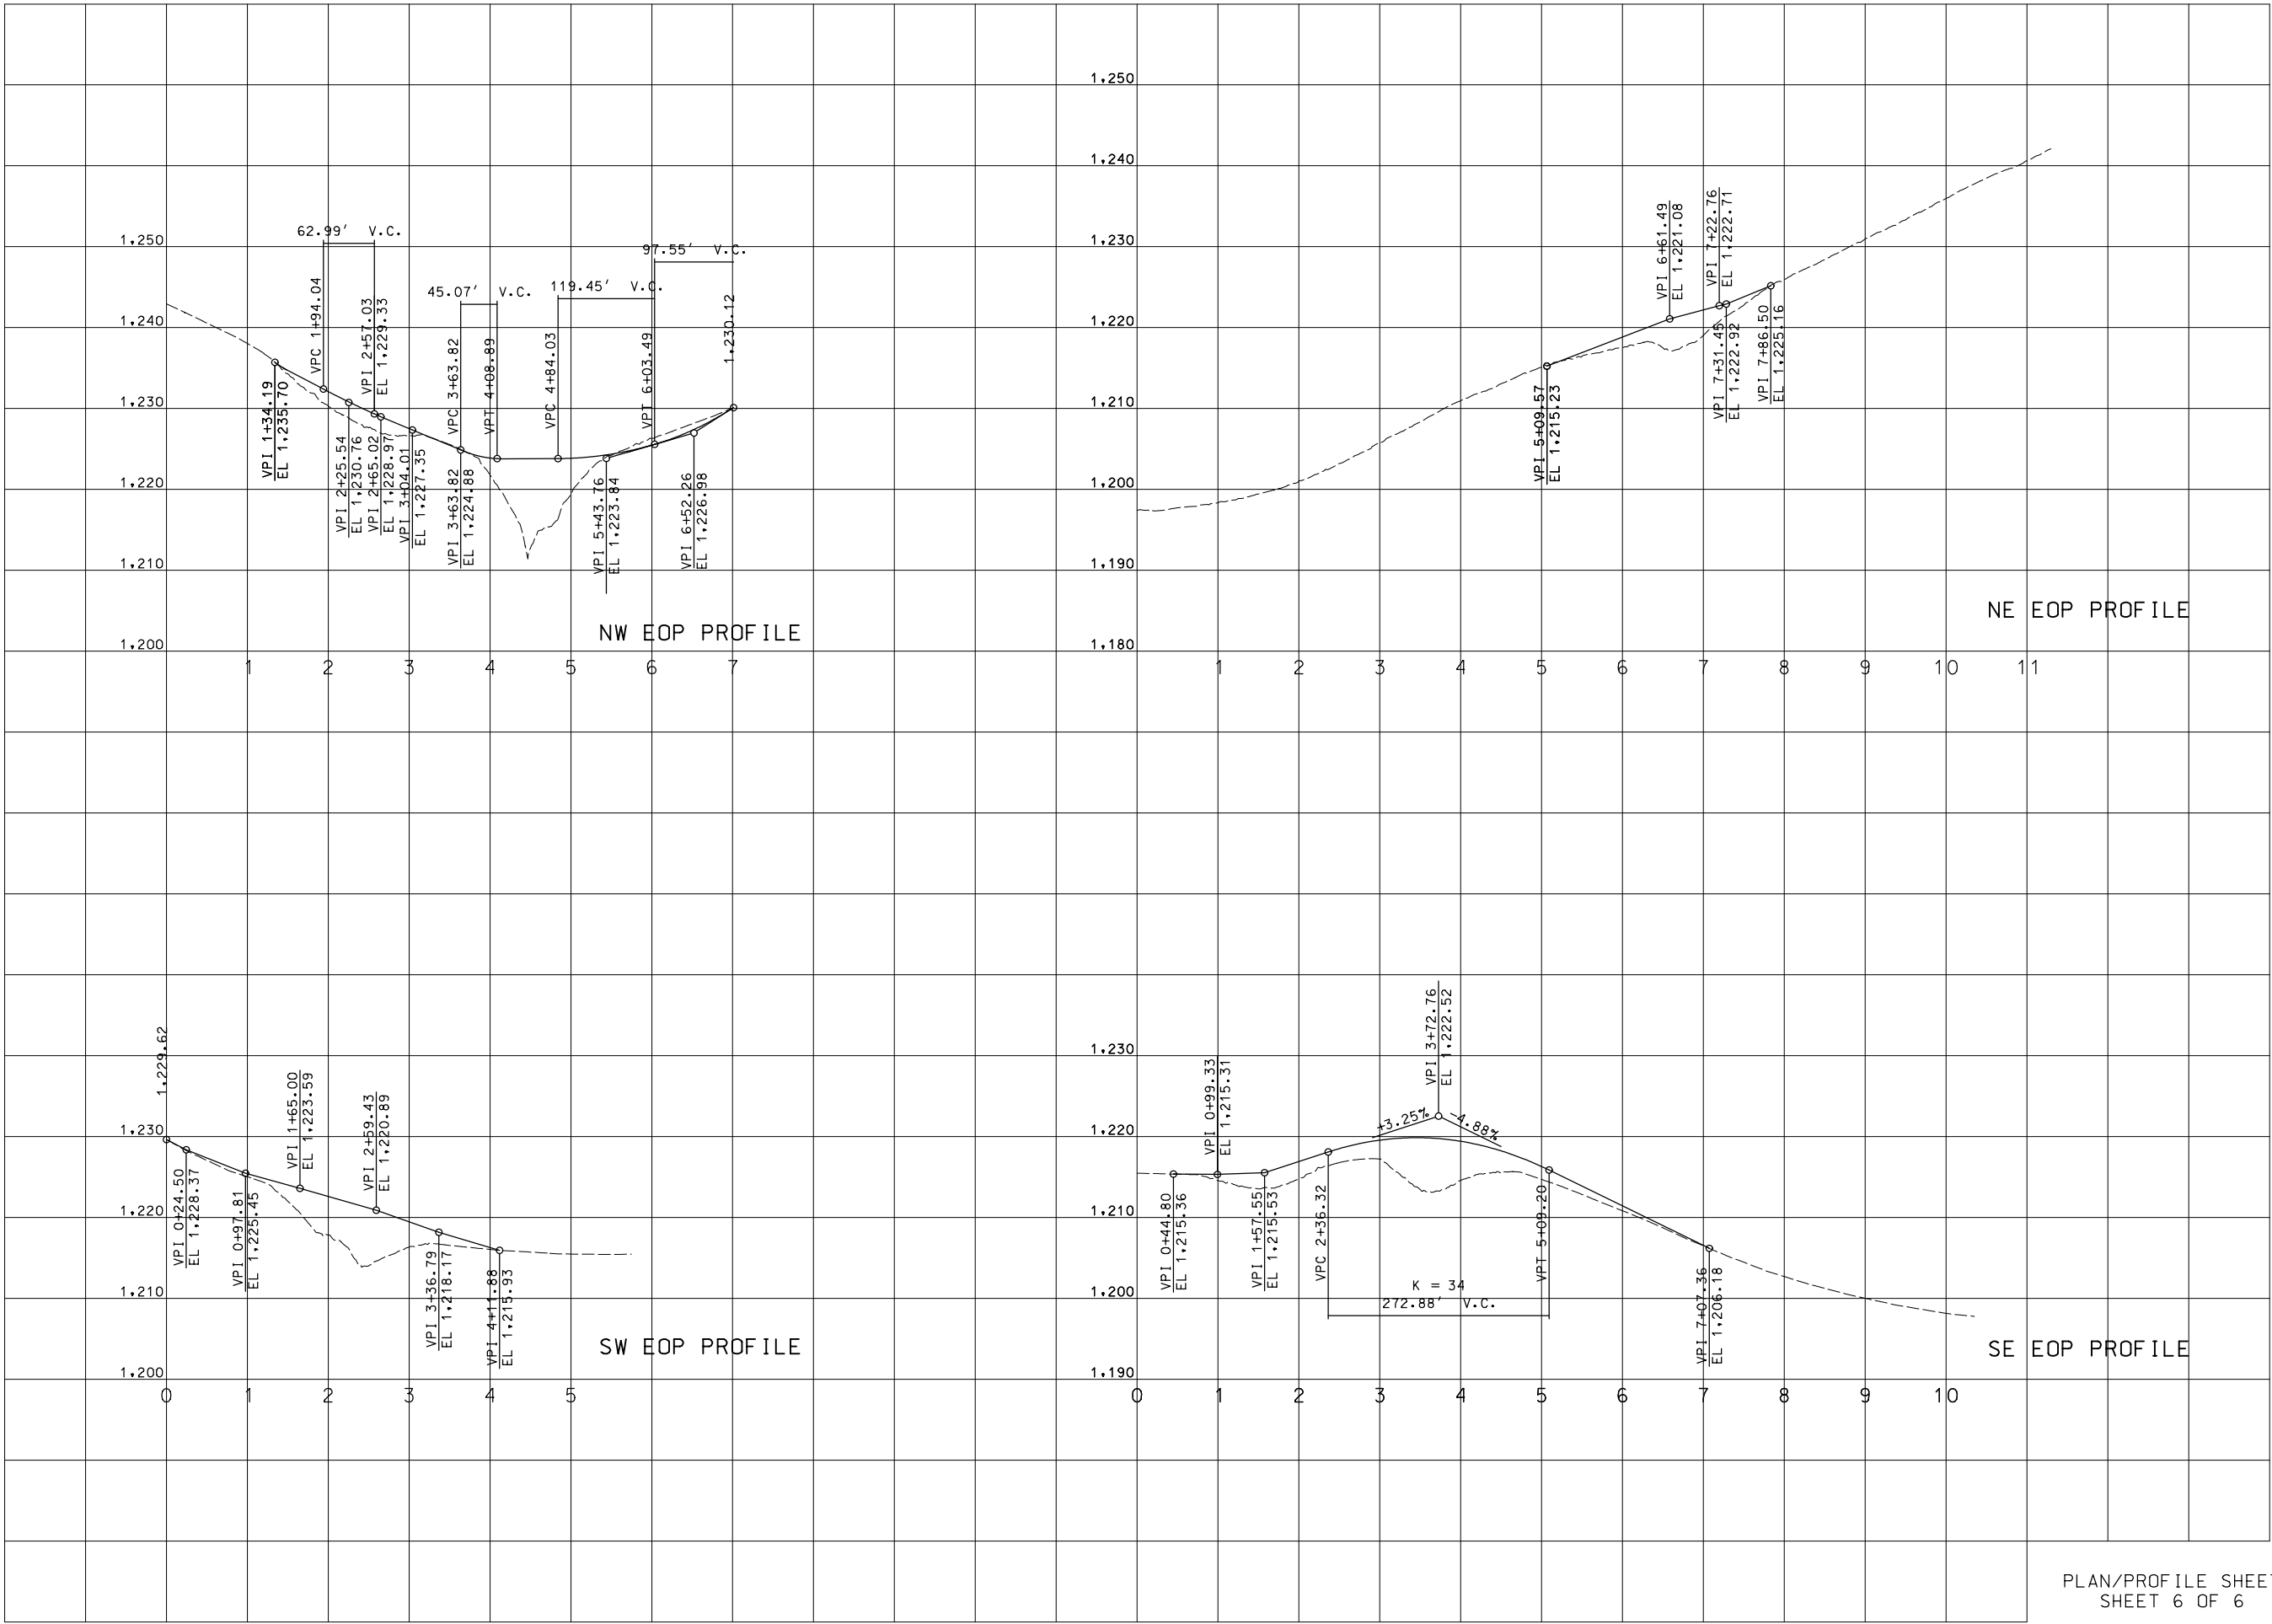 62.99' V.C.
45.07' V.C.
119.45' V.C.
97.55' V.C.
1,250
1,240
1,230
1,220
1,210
1,200
VPI 1+34.19
EL 1,235.70
VPC 1+94.04
VPI 2+25.54
EL 1,230.76
VPI 2+57.03
EL 1,229.33
VPI 2+65.02
EL 1,228.97
VPI 3+04.01
EL 1,227.35
VPC 3+63.82
VPI 3+63.82
EL 1,224.88
VPT 4+08.89
VPC 4+84.03
VPI 5+43.76
EL 1,223.84
VPT 6+03.49
VPI 6+52.26
EL 1,226.98
1,230.12
NW EOP PROFILE
1 2 3 4 5 6 7
1,250
1,240
1,230
1,220
1,210
1,200
1,190
1,180
VPI 5+09.57
EL 1,215.23
VPI 6+61.49
EL 1,221.08
VPI 7+22.76
EL 1,222.71
VPI 7+31.45
EL 1,222.92
VPI 7+86.50
EL 1,225.16
NE EOP PROFILE
1 2 3 4 5 6 7 8 9 10 11
1,230
1,220
1,210
1,200
1,229.62
VPI 0+24.50
EL 1,228.37
VPI 0+97.81
EL 1,225.45
VPI 1+65.00
EL 1,223.59
VPI 2+59.43
EL 1,220.89
VPI 3+36.79
EL 1,218.17
VPI 4+11.88
EL 1,215.93
SW EOP PROFILE
0 1 2 3 4 5
1,230
1,220
1,210
1,200
1,190
VPI 0+44.80
EL 1,215.36
VPI 0+99.33
EL 1,215.31
VPI 1+57.55
EL 1,215.53
VPC 2+36.32
VPI 3+72.76
EL 1,222.52
+3.25%
-4.88%
VPT 5+09.20
K = 34
272.88' V.C.
VPI 7+07.36
EL 1,206.18
SE EOP PROFILE
0 1 2 3 4 5 6 7 8 9 10
PLAN/PROFILE SHEET
SHEET 6 OF 6